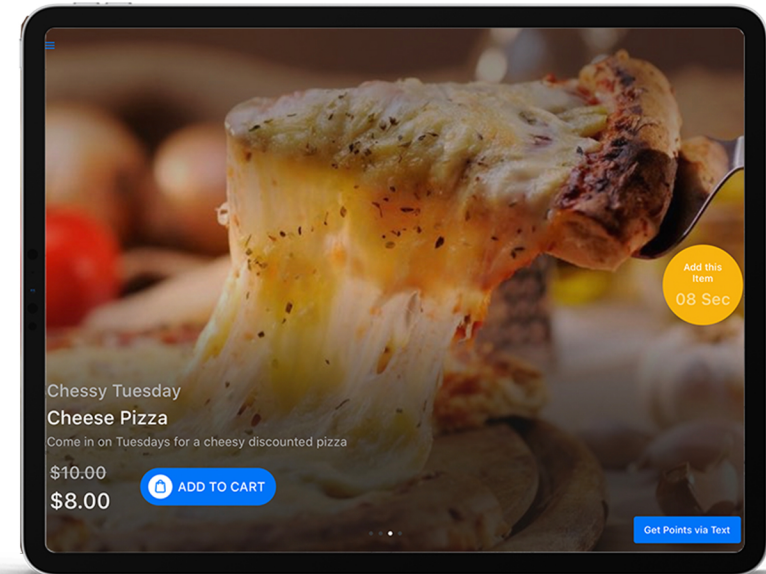 Add this
Item
08 Sec
Chessy Tuesday
Cheese Pizza
Come in on Tuesdays for a cheesy discounted pizza
$10.00
$8.00
ADD TO CART
Get Points via Text